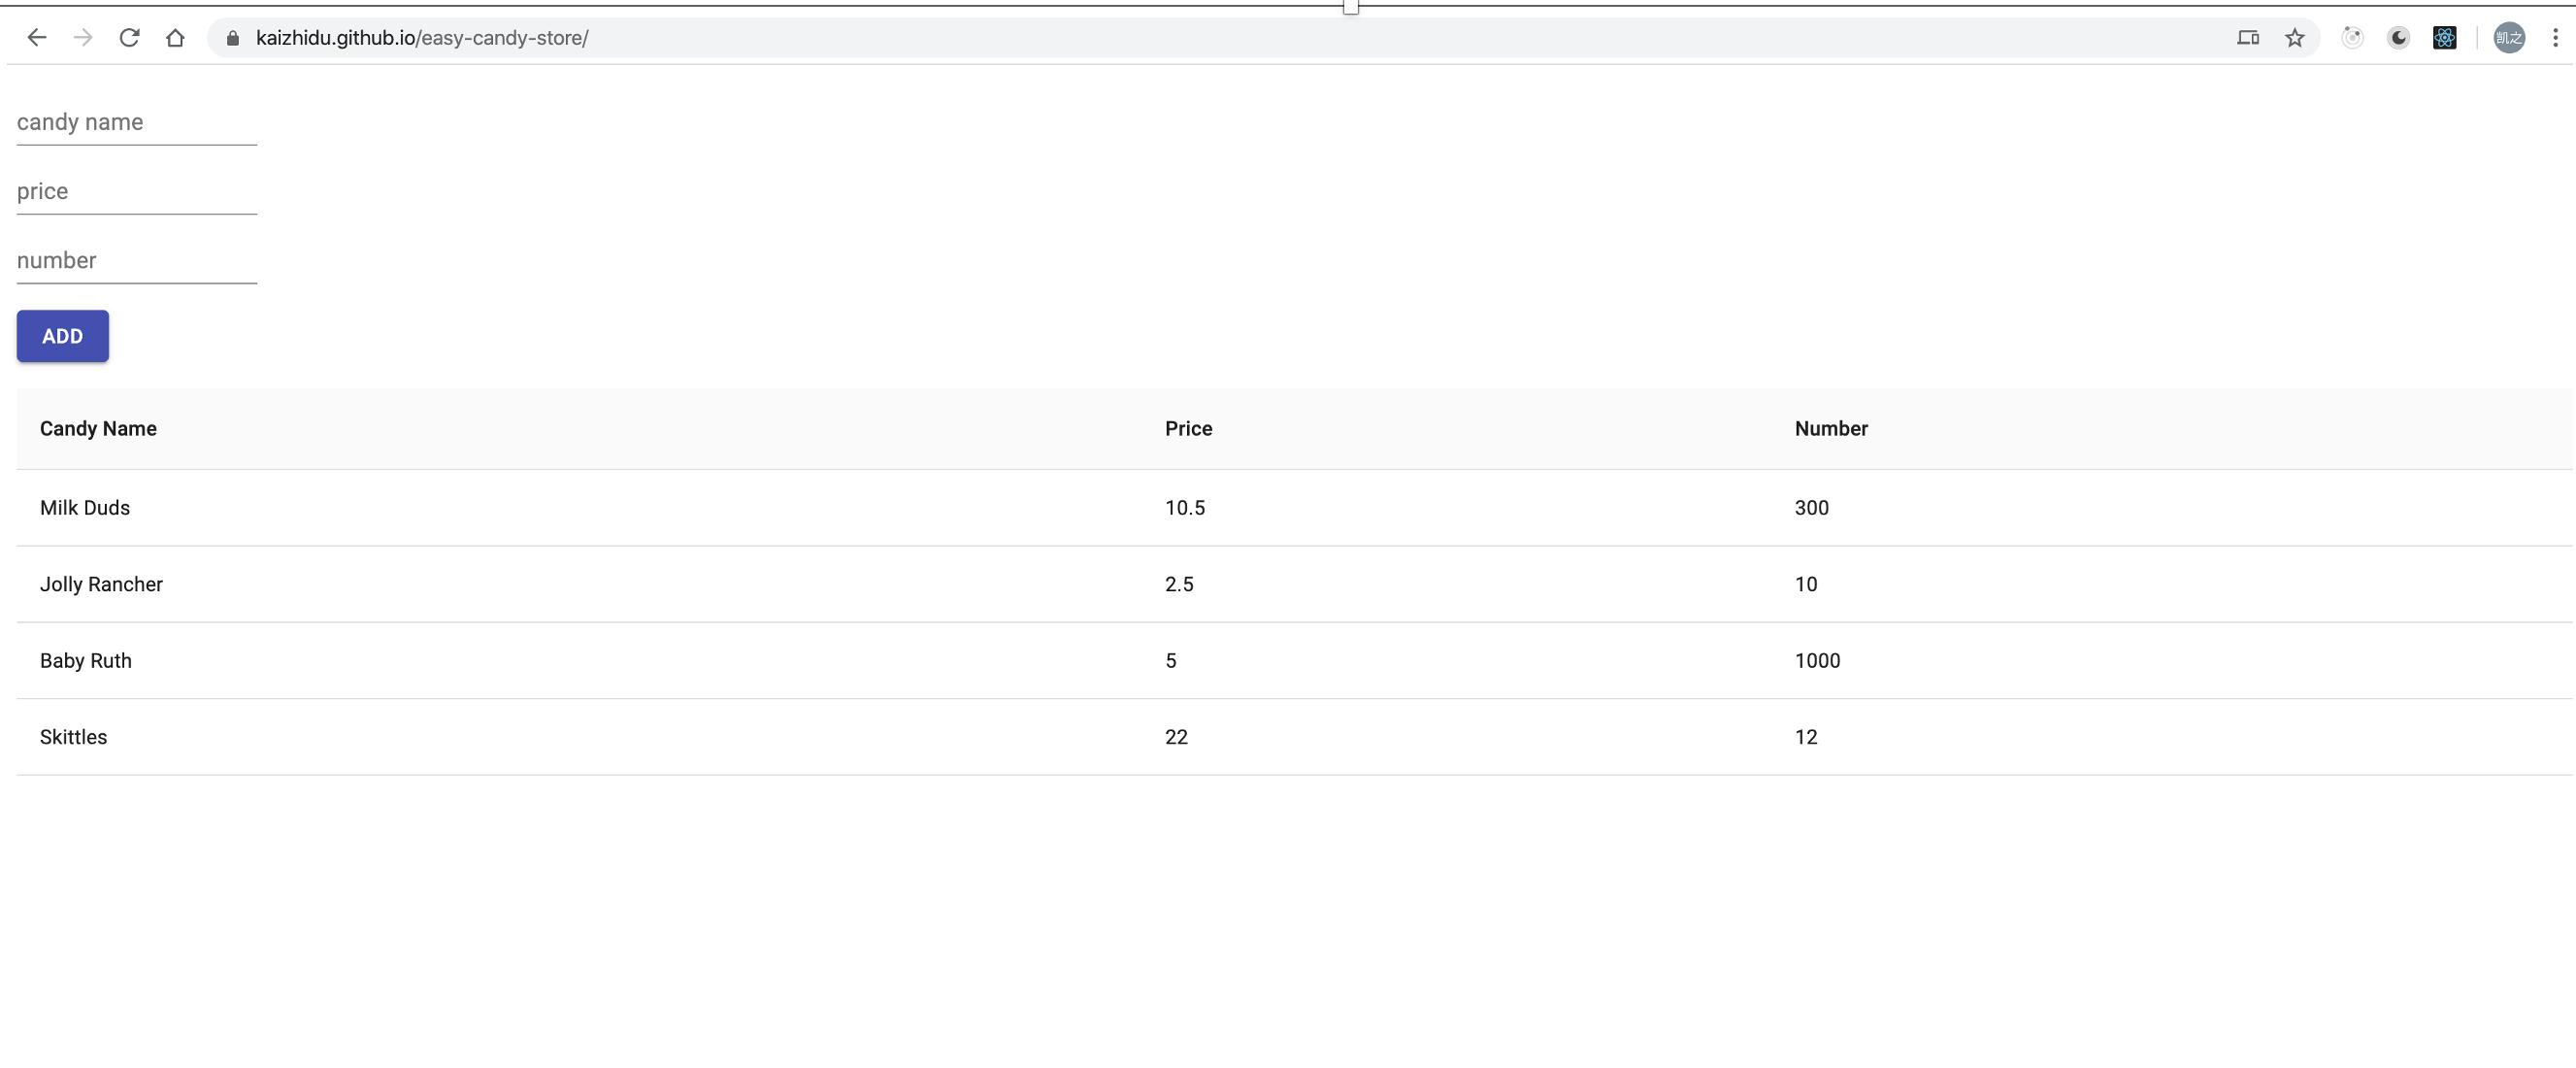 kaizhidu.github.io/easy-candy-store/
凯之
candy name
price
number
ADD
Candy Name Price Number
Milk Duds 10.5 300
Jolly Rancher 2.5 10
Baby Ruth 5 1000
Skittles 22 12